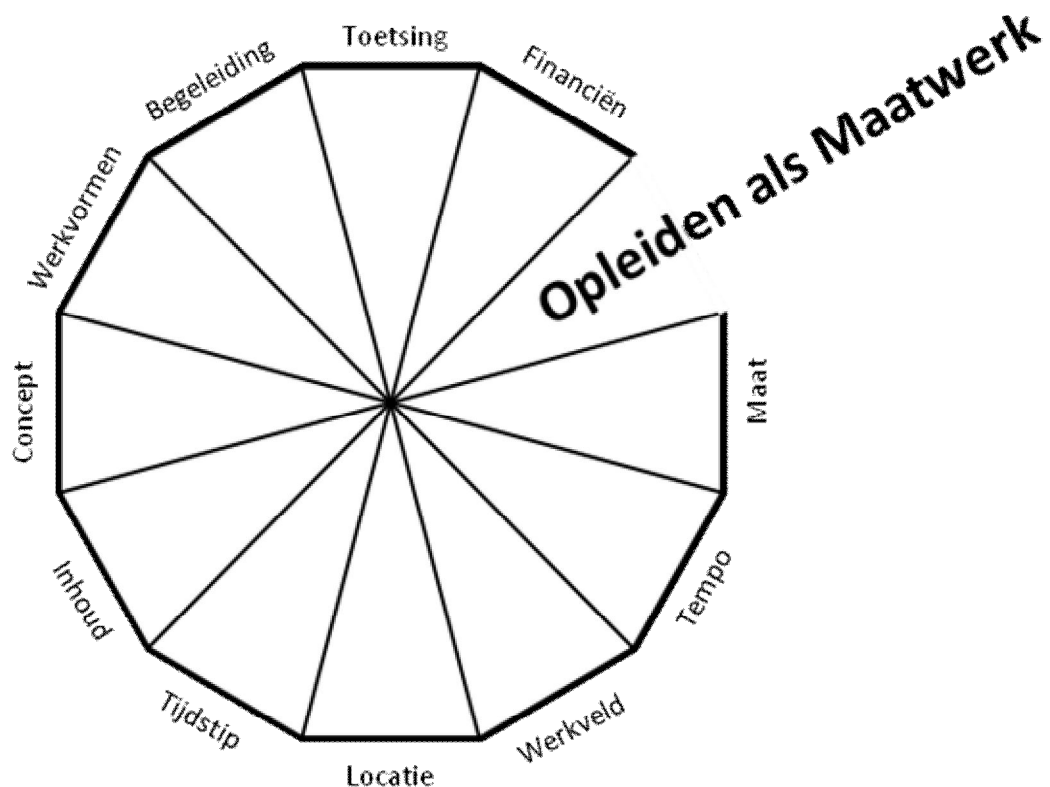 Toetsing
Financiën
Opleiden als Maatwerk
Maat
Tempo
Werkveld
Locatie
Tijdstip
Inhoud
Concept
Werkvormen
Begeleiding